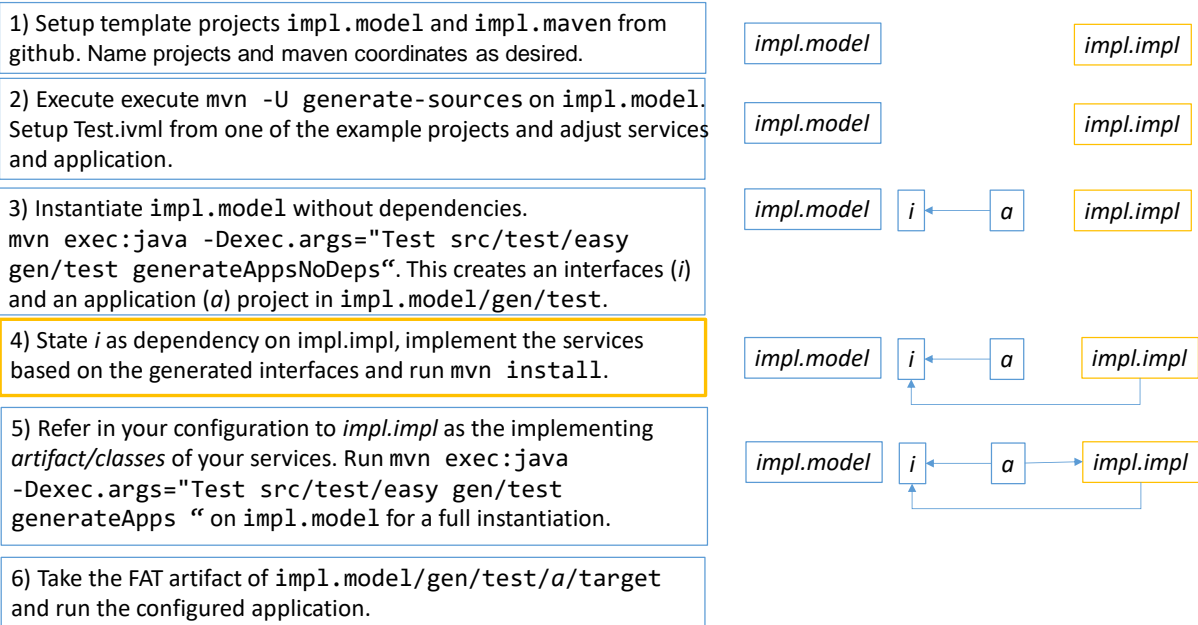 1) Setup template projects impl.model and impl.maven from
github. Name projects and maven coordinates as desired.
impl.model
impl.impl
2) Execute execute mvn -U generate-sources on impl.model.
Setup Test.ivml from one of the example projects and adjust services
and application.
impl.model
impl.impl
3) Instantiate impl.model without dependencies.
mvn exec:java -Dexec.args="Test src/test/easy
gen/test generateAppsNoDeps“. This creates an interfaces (i)
and an application (a) project in impl.model/gen/test.
impl.model
i
a
impl.impl
4) State i as dependency on impl.impl, implement the services
based on the generated interfaces and run mvn install.
impl.model
i
a
impl.impl
5) Refer in your configuration to impl.impl as the implementing
artifact/classes of your services. Run mvn exec:java
-Dexec.args="Test src/test/easy gen/test
generateApps “ on impl.model for a full instantiation.
impl.model
i
a
impl.impl
6) Take the FAT artifact of impl.model/gen/test/a/target
and run the configured application.